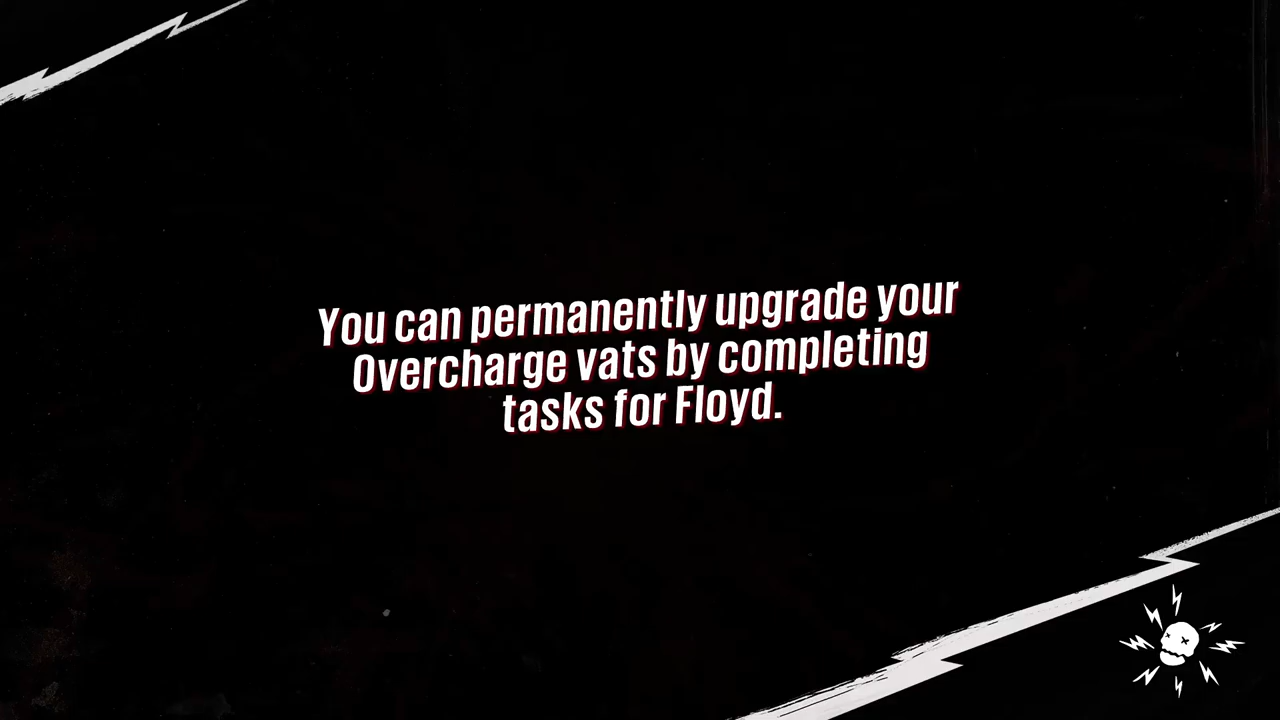 You can permanently upgrade your
Overcharge vats by completing
tasks for Floyd.